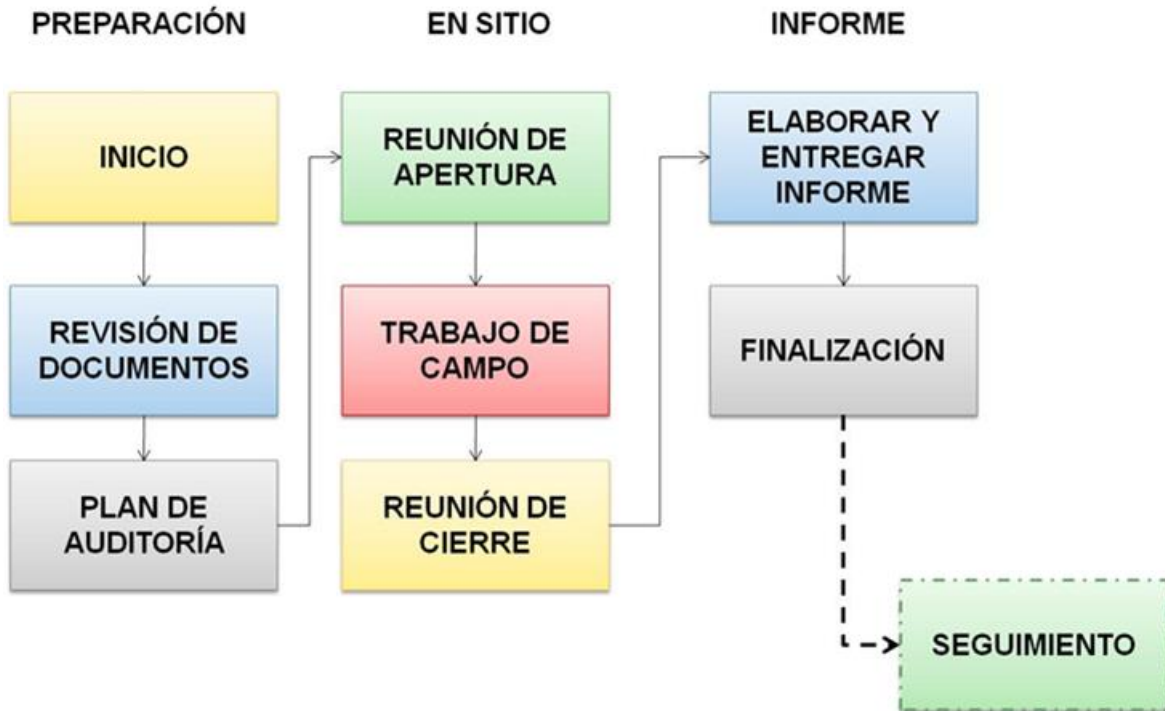 PREPARACIÓN
INICIO
REVISIÓN DE
DOCUMENTOS
PLAN DE
AUDITORÍA
EN SITIO
REUNIÓN DE
APERTURA
TRABAJO DE
CAMPO
REUNIÓN DE
CIERRE
INFORME
ELABORAR Y
ENTREGAR
INFORME
FINALIZACIÓN
SEGUIMIENTO